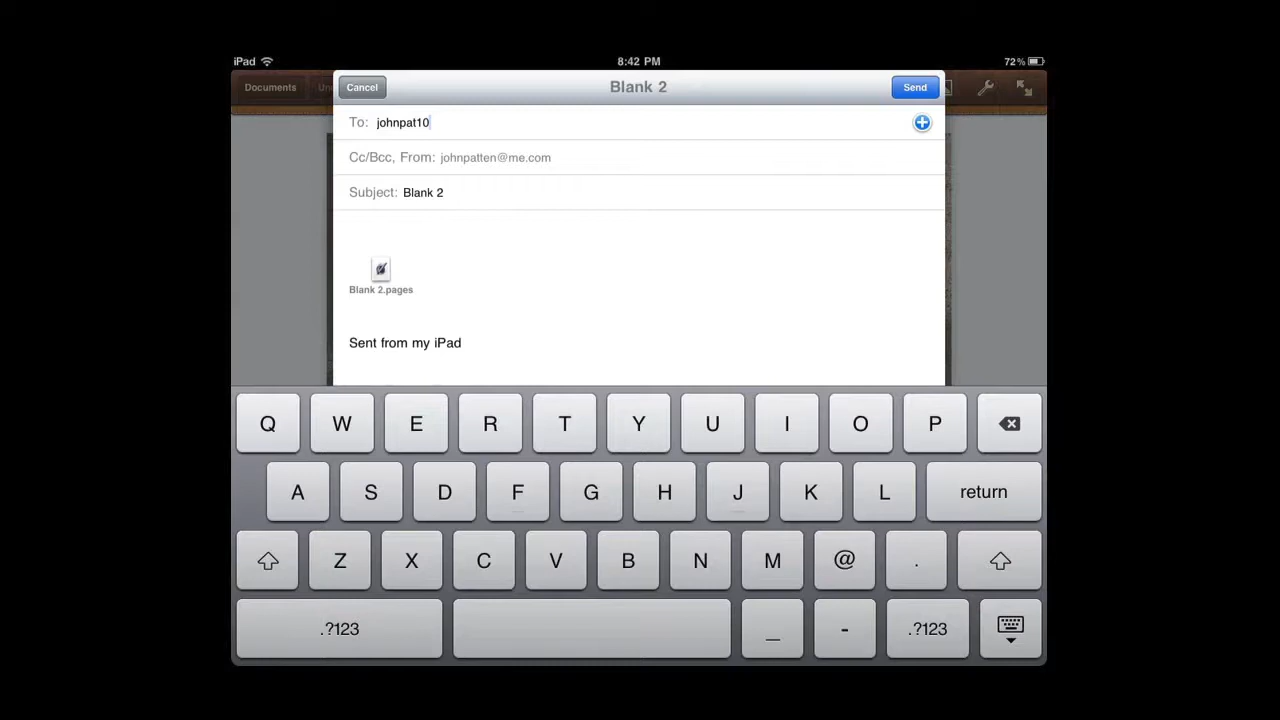 iPad 8:42 PM 72%
Documents Un Cancel Blank 2 Send
To: johnpat10
Cc/Bcc, From: johnpatten@me.com
Subject: Blank 2
Blank 2.pages
Sent from my iPad
Q W E R T Y U I O P
A S D F G H J K L return
Z X C V B N M @ .
.?123 _ - .?123